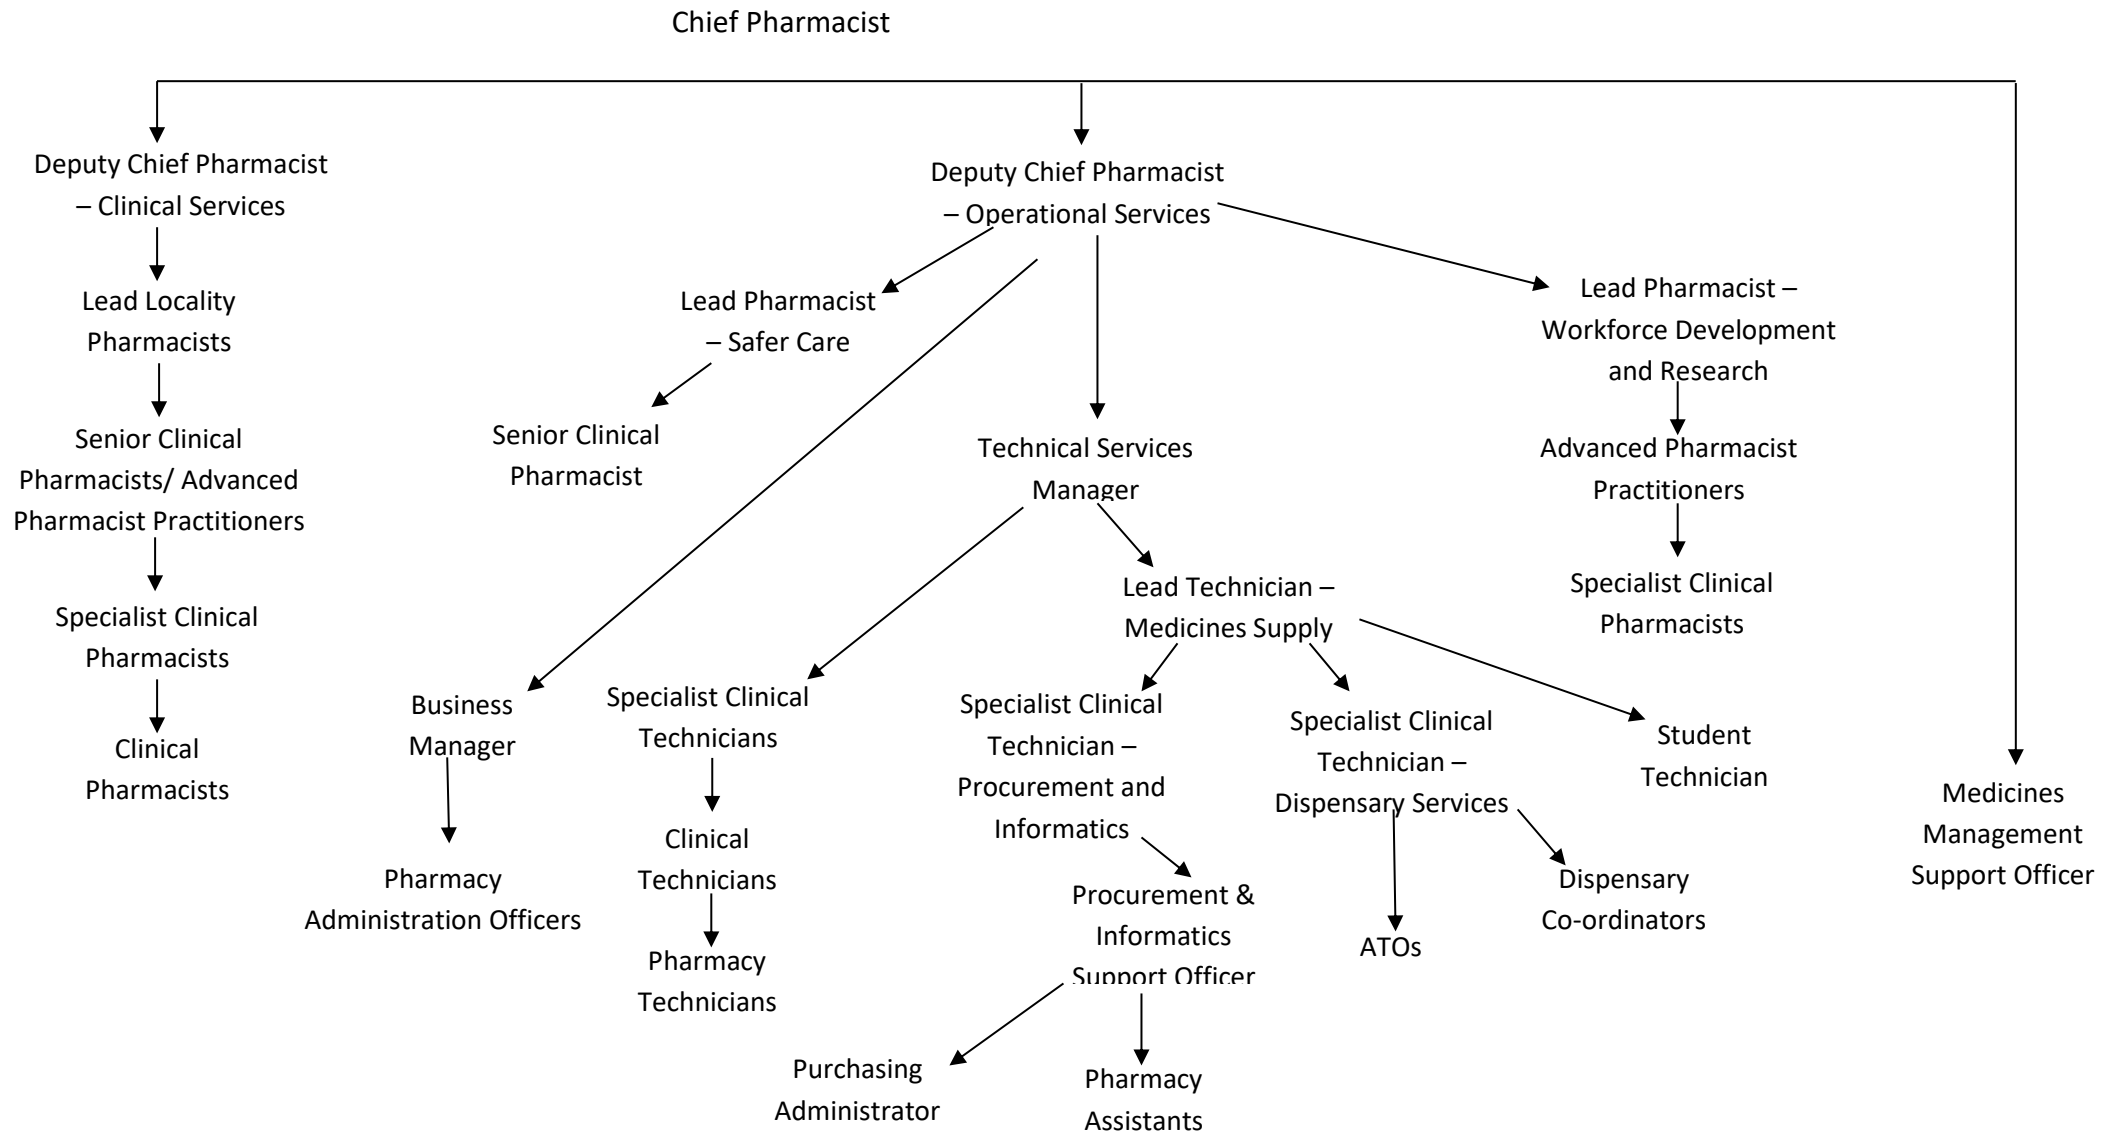 Chief Pharmacist
Deputy Chief Pharmacist
– Clinical Services
Lead Locality
Pharmacists
Senior Clinical
Pharmacists/ Advanced
Pharmacist Practitioners
Specialist Clinical
Pharmacists
Clinical
Pharmacists
Deputy Chief Pharmacist
– Operational Services
Lead Pharmacist
– Safer Care
Senior Clinical
Pharmacist
Business
Manager
Pharmacy
Administration Officers
Technical Services
Manager
Specialist Clinical
Technicians
Clinical
Technicians
Pharmacy
Technicians
Lead Technician –
Medicines Supply
Specialist Clinical
Technician –
Procurement and
Informatics
Procurement &
Informatics
Support Officer
Purchasing
Administrator
Pharmacy
Assistants
Specialist Clinical
Technician –
Dispensary Services
ATOs
Dispensary
Co-ordinators
Student
Technician
Lead Pharmacist –
Workforce Development
and Research
Advanced Pharmacist
Practitioners
Specialist Clinical
Pharmacists
Medicines
Management
Support Officer